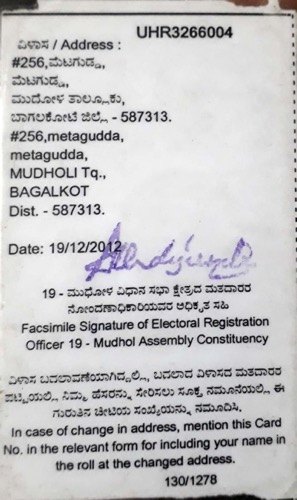 UHR3266004
ವಿಳಾಸ / Address :
#256,ಮೆಟಗುಡ್ಡ,
ಮೆಟಗುಡ್ಡ,
ಮುದೋಳ ತಾಲ್ಲೂಕು,
ಬಾಗಲಕೋಟೆ ಜಿಲ್ಲೆ - 587313.
#256,metagudda,
metagudda,
MUDHOLI Tq.,
BAGALKOT
Dist. - 587313.
Date: 19/12/2012
19 - ಮುಧೋಳ ವಿಧಾನ ಸಭಾ ಕ್ಷೇತ್ರದ ಮತದಾರರ
ನೋಂದಣಾಧಿಕಾರಿಯವರ ಅಧಿಕೃತ ಸಹಿ
Facsimile Signature of Electoral Registration
Officer 19 - Mudhol Assembly Constituency
ವಿಳಾಸ ಬದಲಾವಣೆಯಾಗಿದ್ದಲ್ಲಿ, ಬದಲಾದ ವಿಳಾಸದ ಮತದಾರರ
ಪಟ್ಟಿಯಲ್ಲಿ ನಿಮ್ಮ ಹೆಸರನ್ನು ಸೇರಿಸಲು ಸೂಕ್ತ ನಮೂನೆಯಲ್ಲಿ ಈ
ಗುರುತಿನ ಚೀಟಿಯ ಸಂಖ್ಯೆಯನ್ನು ನಮೂದಿಸಿ.
In case of change in address, mention this Card
No. in the relevant form for including your name in
the roll at the changed address.
130/1278